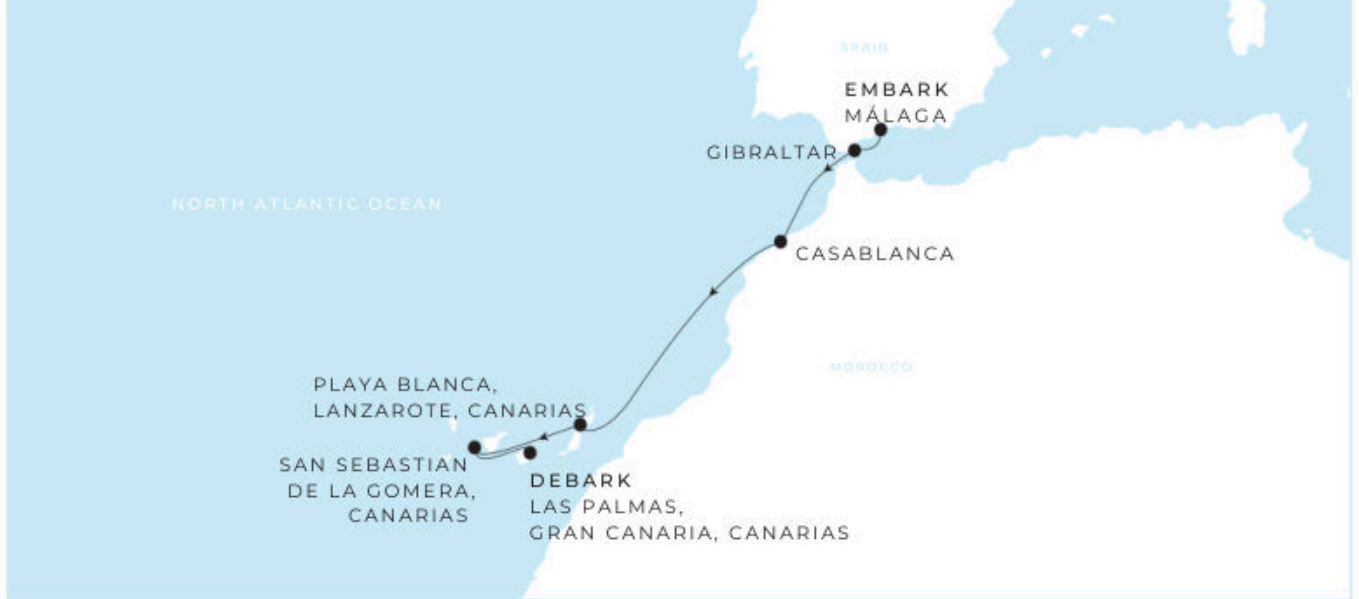 SPAIN
EMBARK
MÁLAGA
GIBRALTAR
NORTH ATLANTIC OCEAN
CASABLANCA
MOROCCO
PLAYA BLANCA,
LANZAROTE, CANARIAS
SAN SEBASTIAN
DE LA GOMERA,
CANARIAS
DEBARK
LAS PALMAS,
GRAN CANARIA, CANARIAS